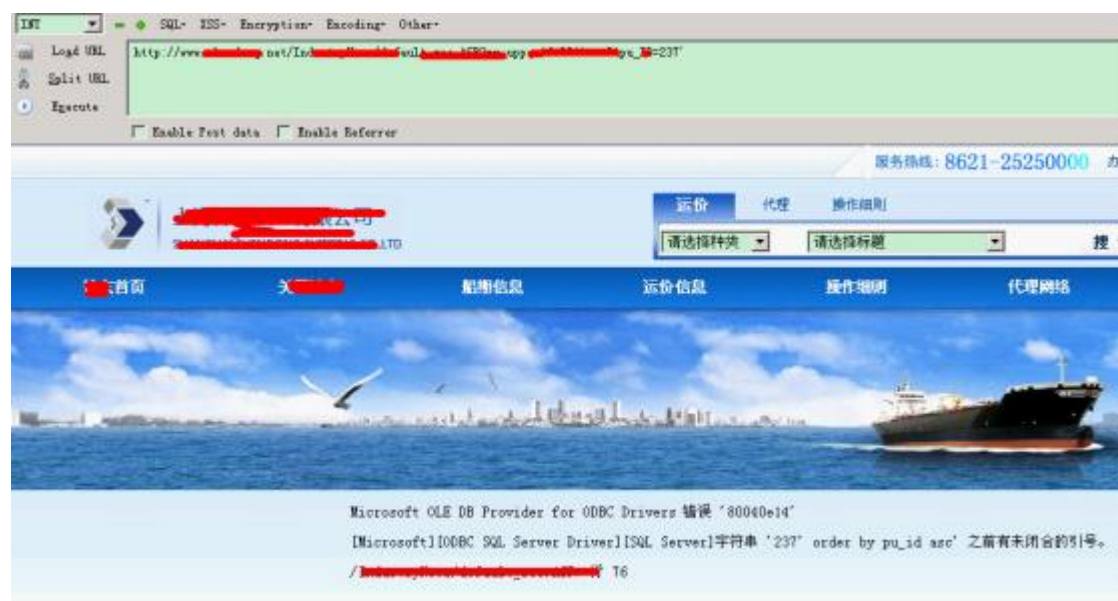 INT SQL- XSS- Encryption- Encoding- Other-
Load URL
http://www. .net/Ind =237'
Split URL
Execute
Enable Post data Enable Referrer
服务热线: 8621-25250000
运价 代理 操作细则
请选择种类 请选择标题 搜
LTD
首页 船期信息 运价信息 操作细则 代理网络
Microsoft OLE DB Provider for ODBC Drivers 错误 '80040e14'
[Microsoft][ODBC SQL Server Driver][SQL Server]字符串 '237' order by pu_id asc' 之前有未闭合的引号。
/ 76